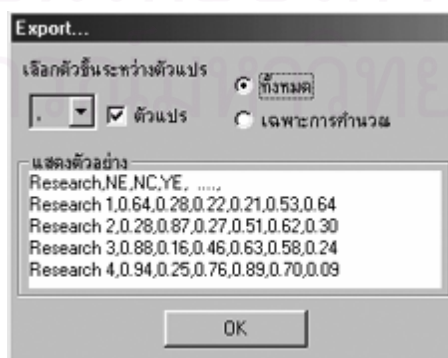 Export...
เลือกตัวขั้นระหว่างตัวแปร
ทั้งหมด
, ตัวแปร
เฉพาะการคำนวณ
แสดงตัวอย่าง
Research,NE,NC,YE, ....,
Research 1,0.64,0.28,0.22,0.21,0.53,0.64
Research 2,0.28,0.87,0.27,0.51,0.62,0.30
Research 3,0.88,0.16,0.46,0.63,0.58,0.24
Research 4,0.94,0.25,0.76,0.89,0.70,0.09
OK